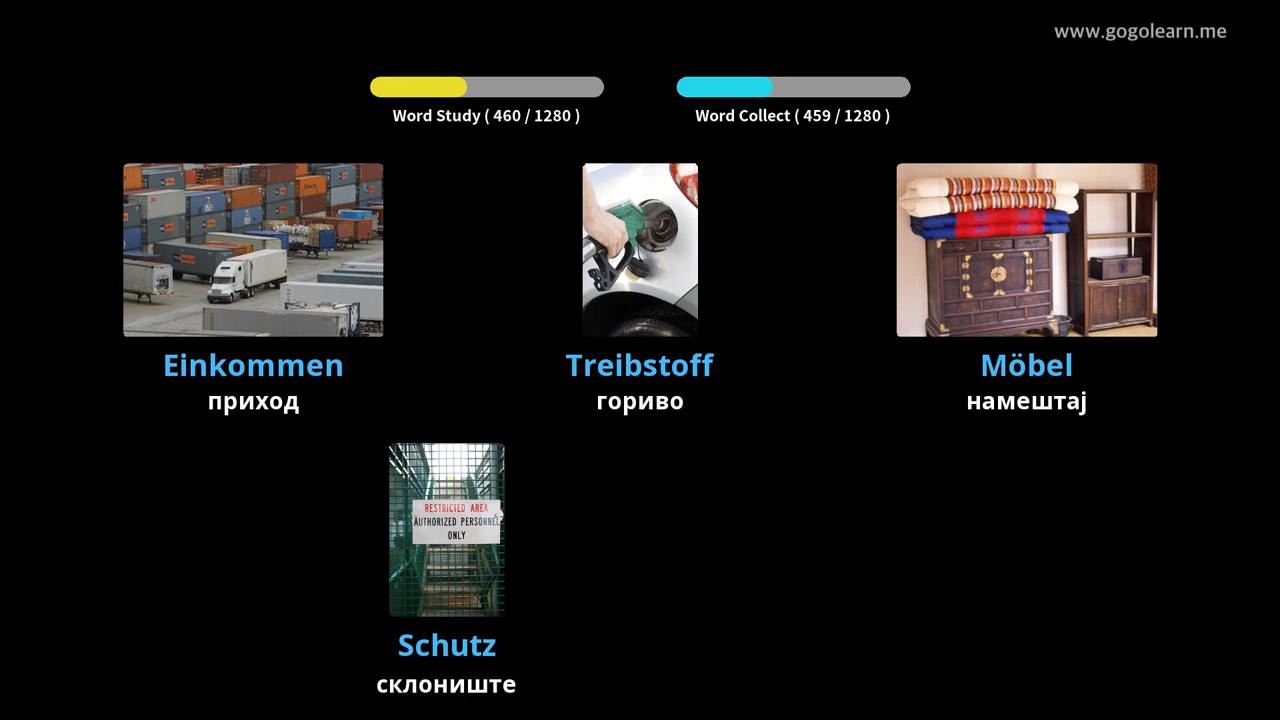 www.gogolearn.me
Word Study ( 460 / 1280 )
Word Collect ( 459 / 1280 )
Einkommen
приход
Treibstoff
гориво
Möbel
намештај
RESTRICTED AREA
AUTHORIZED PERSONNEL
ONLY
Schutz
склониште